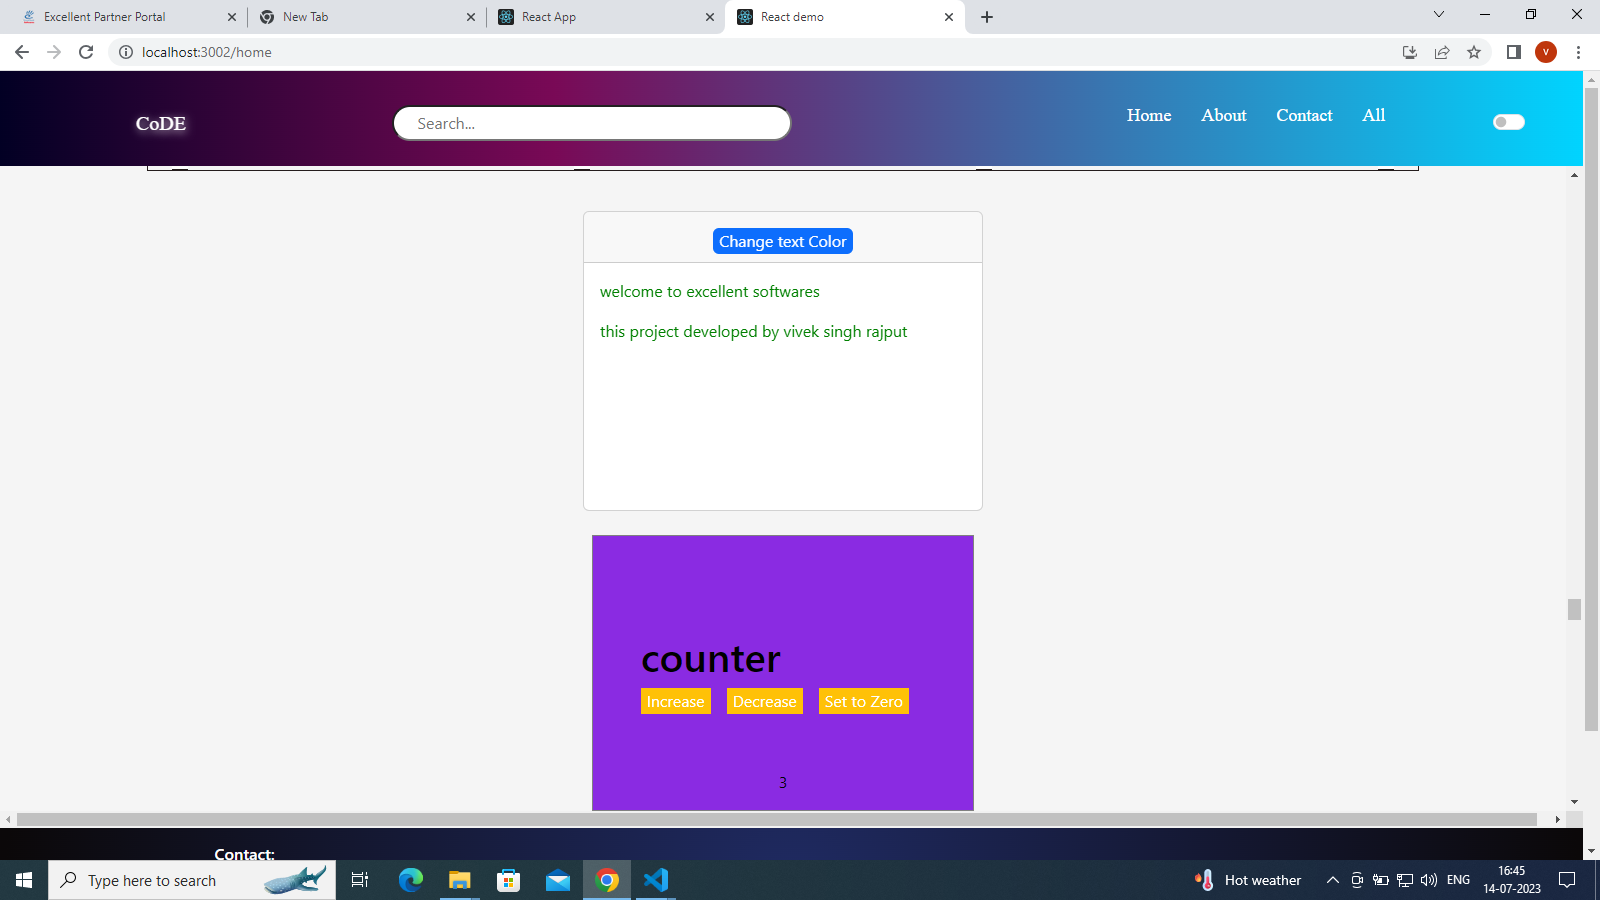 Excellent Partner Portal
New Tab
React App
React demo
localhost:3002/home
V
CoDE
Search...
Home
About
Contact
All
Change text Color
welcome to excellent softwares
this project developed by vivek singh rajput
counter
Increase
Decrease
Set to Zero
3
Contact:
Type here to search
Hot weather
ENG
16:45
14-07-2023